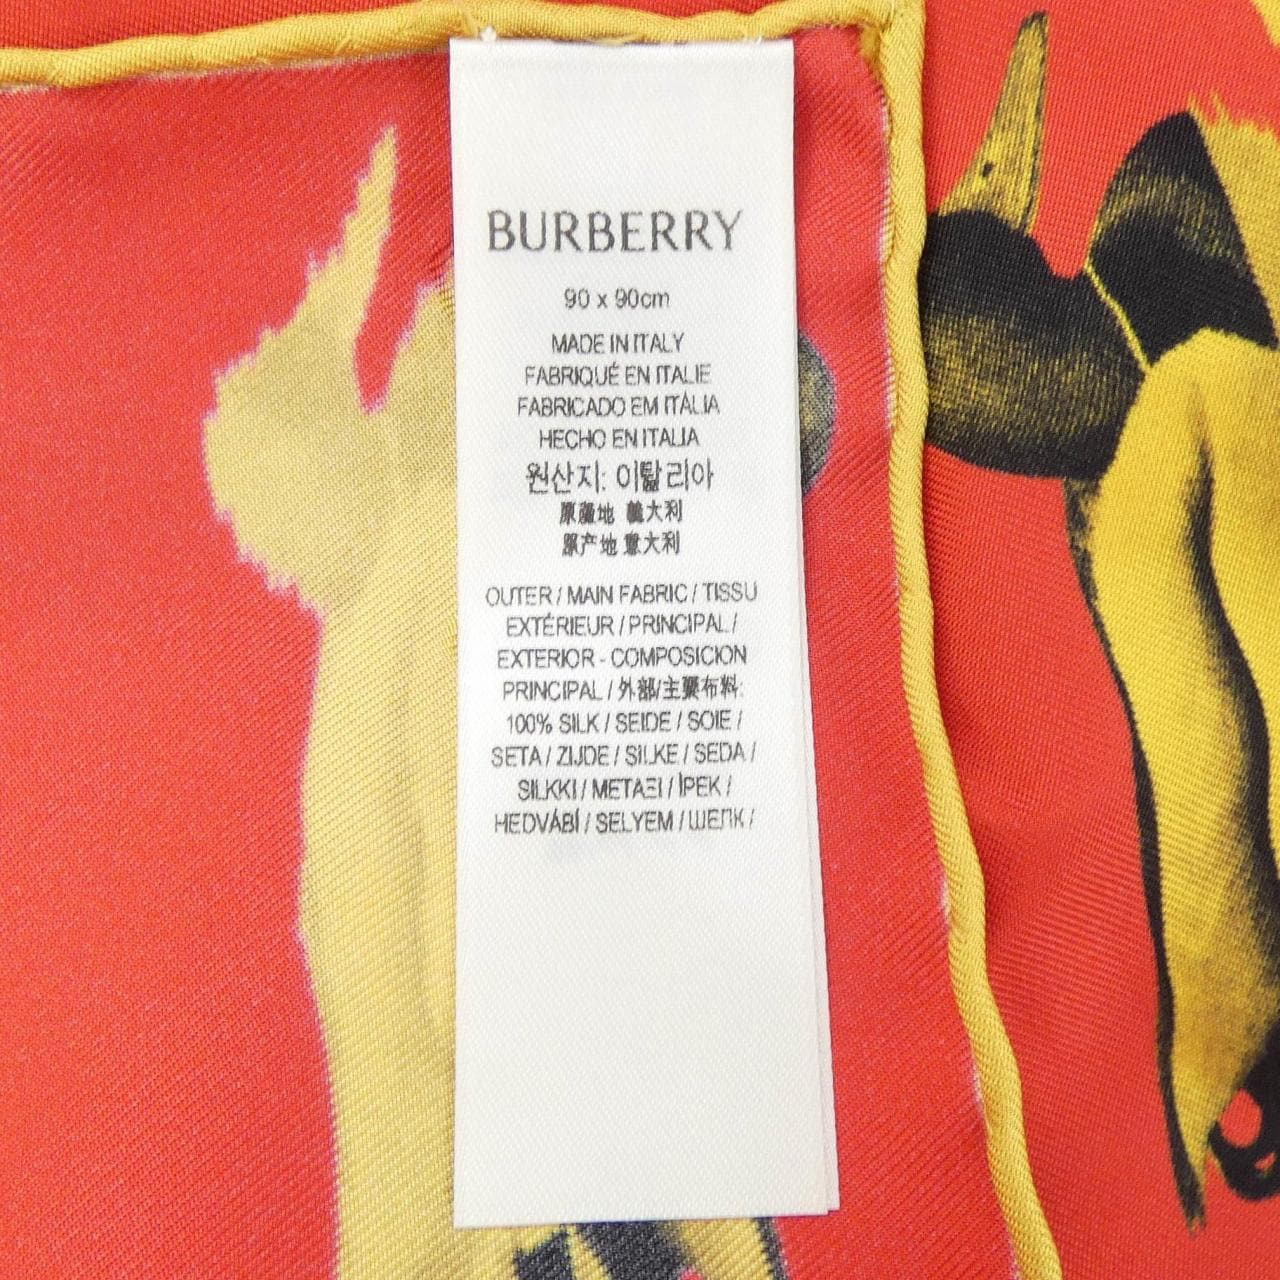 BURBERRY
90 x 90cm
MADE IN ITALY
FABRIQUÉ EN ITALIE
FABRICADO EM ITÁLIA
HECHO EN ITALIA
원산지: 이탈리아
原產地 義大利
原产地 意大利
OUTER / MAIN FABRIC / TISSU
EXTÉRIEUR / PRINCIPAL /
EXTERIOR - COMPOSICION
PRINCIPAL / 外部/主要布料:
100% SILK / SEIDE / SOIE /
SETA / ZIJDE / SILKE / SEDA /
SILKKI / ΜΕΤΑΞΙ / İPEK /
HEDVÁBÍ / SELYEM / ШЕЛК /